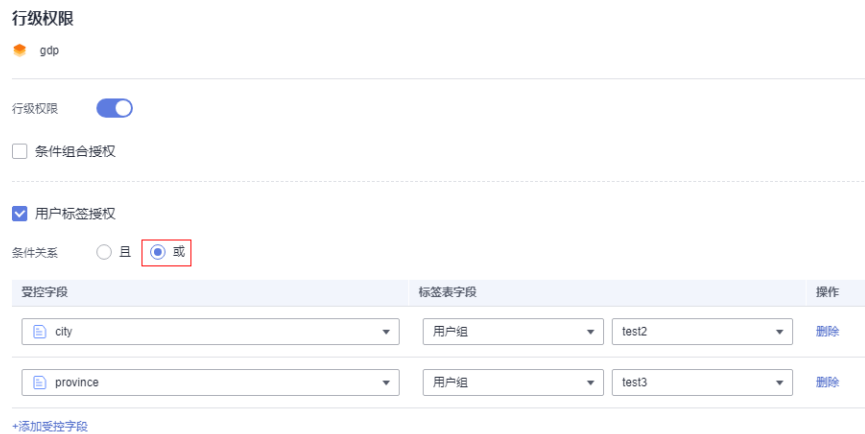 行级权限
gdp
行级权限
条件组合授权
用户标签授权
条件关系 且 或
受控字段 标签表字段 操作
city 用户组 test2 删除
province 用户组 test3 删除
+添加受控字段